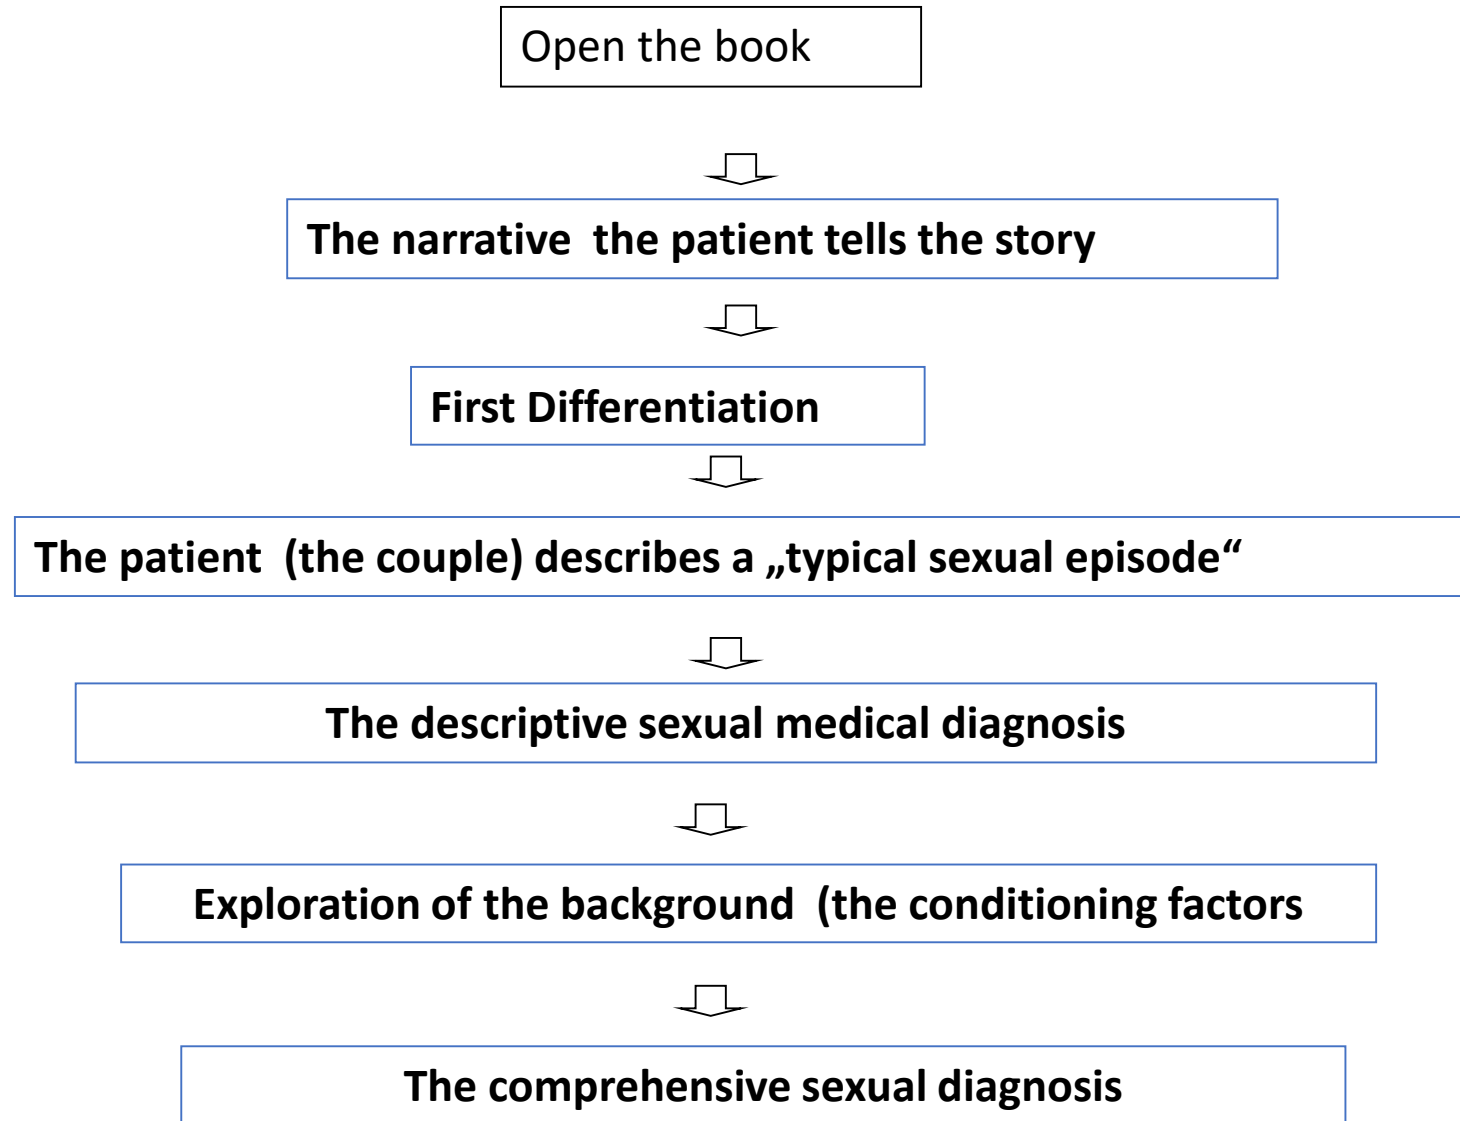 Open the book
The narrative  the patient tells the story
First Differentiation
The patient  (the couple) describes a „typical sexual episode“
The descriptive sexual medical diagnosis
Exploration of the background  (the conditioning factors
The comprehensive sexual diagnosis